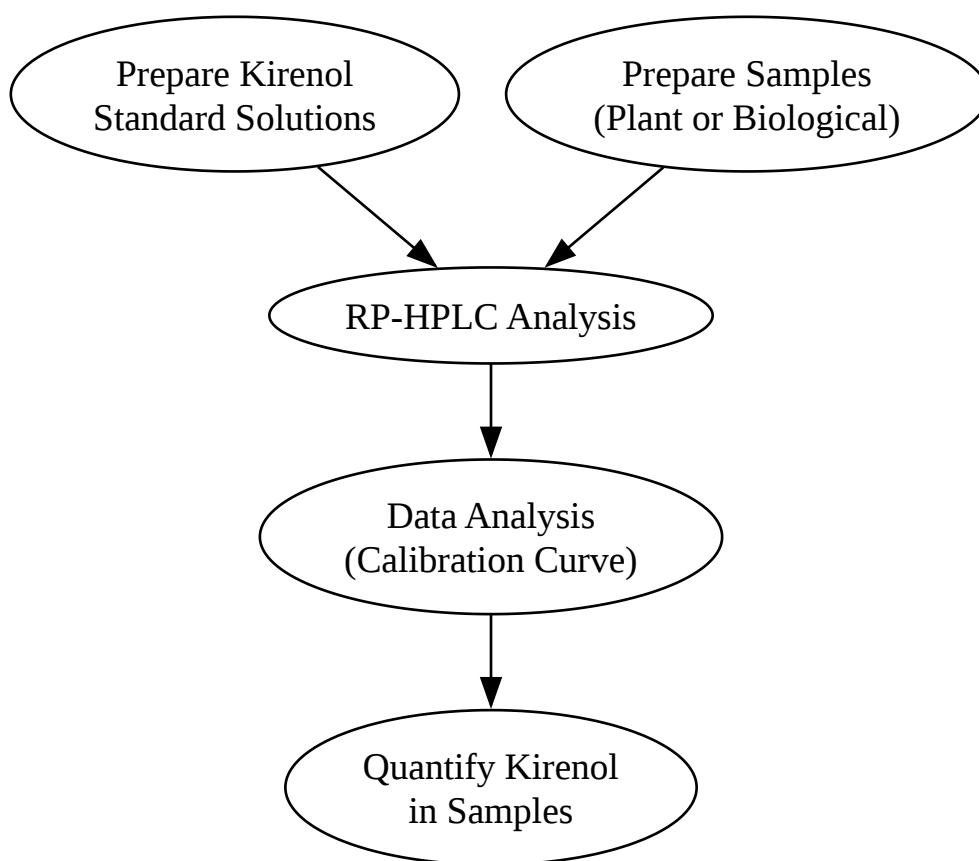 Prepare Kirenol
Standard Solutions
Prepare Samples
(Plant or Biological)
RP-HPLC Analysis
Data Analysis
(Calibration Curve)
Quantify Kirenol
in Samples